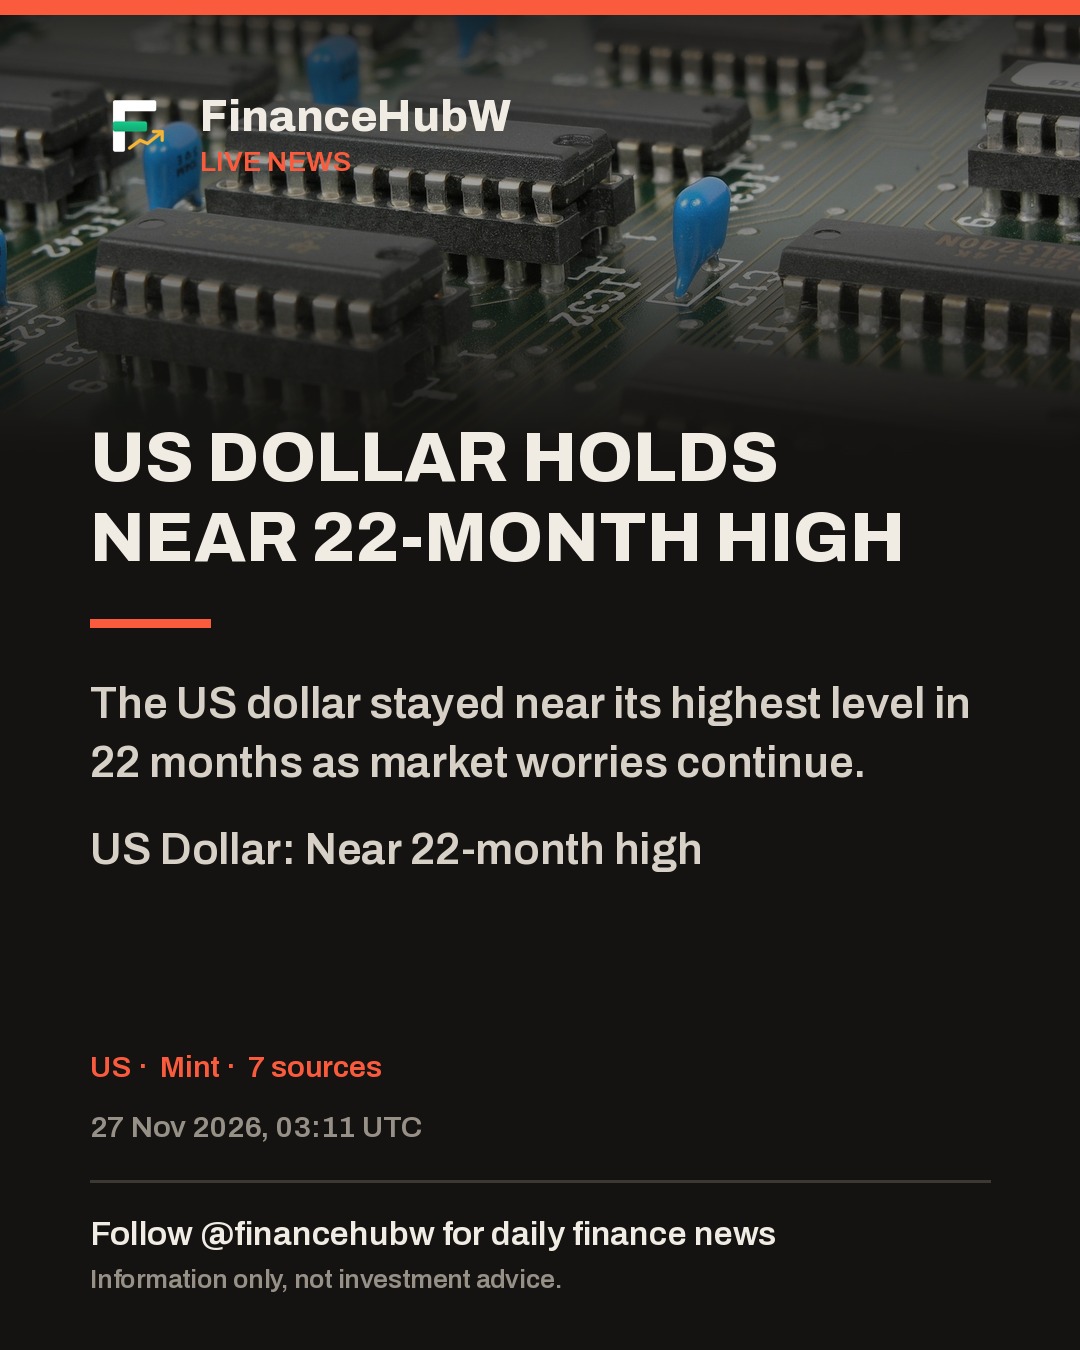 FinanceHubW
LIVE NEWS
IC42
IC32
US DOLLAR HOLDS
NEAR 22-MONTH HIGH
The US dollar stayed near its highest level in
22 months as market worries continue.
US Dollar: Near 22-month high
US · Mint · 7 sources
27 Nov 2026, 03:11 UTC
Follow @financehubw for daily finance news
Information only, not investment advice.